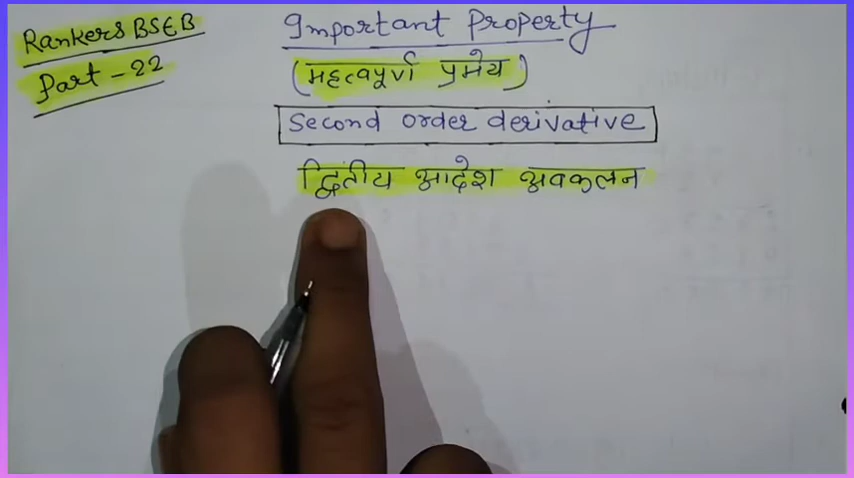 Rankers BSEB
Part - 22
Important Property
(महत्वपूर्ण प्रमेय)
Second order derivative
द्वितीय आदेश अवकलन